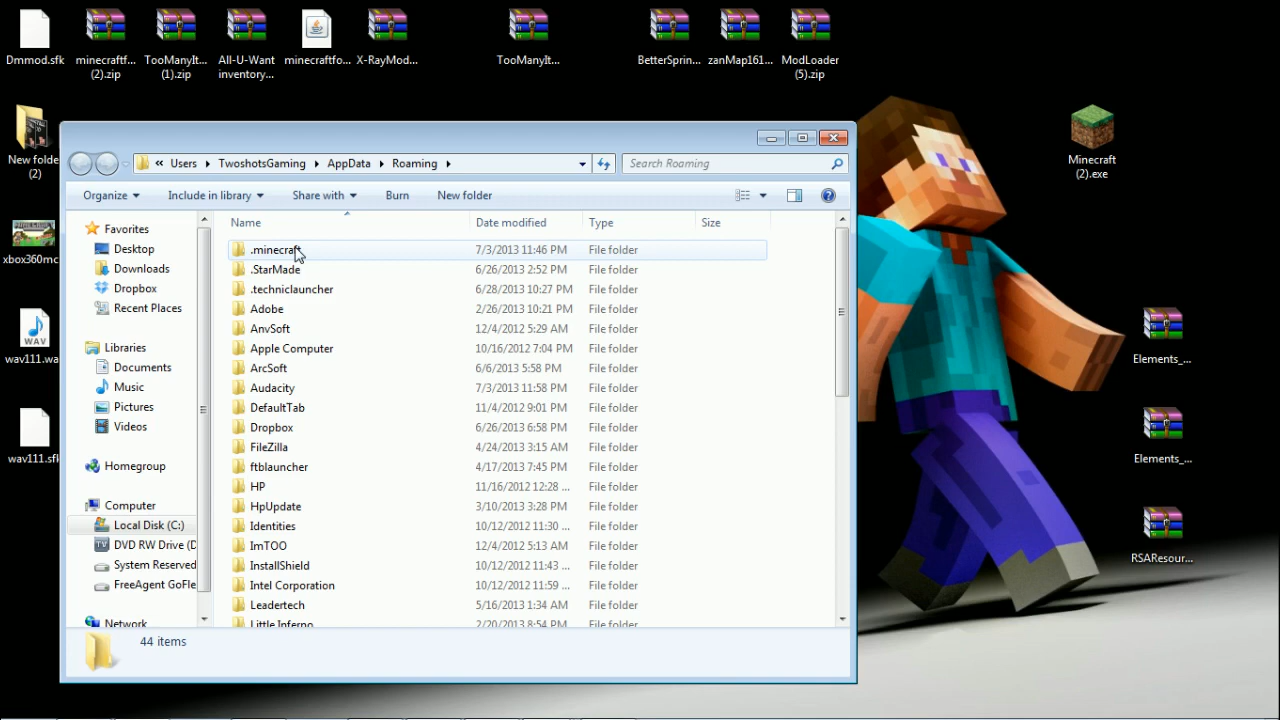 Dmmod.sfk
minecraftf...
(2).zip
TooManyIt...
(1).zip
All-U-Want
inventory...
minecraftfo...
X-RayMod...
TooManyIt...
BetterSprin...
zanMap161...
ModLoader
(5).zip
New folde
(2)
xbox360mc
wav111.wa
wav111.sfk
Minecraft
(2).exe
Elements_...
Elements_...
RSAResour...
« Users TwoshotsGaming AppData Roaming
Search Roaming
Organize Include in library Share with Burn New folder
Favorites
Desktop
Downloads
Dropbox
Recent Places
Libraries
Documents
Music
Pictures
Videos
Homegroup
Computer
Local Disk (C:)
DVD RW Drive (D
System Reserved
FreeAgent GoFle
Network
Name Date modified Type Size
.minecraft 7/3/2013 11:46 PM File folder
.StarMade 6/26/2013 2:52 PM File folder
.techniclauncher 6/28/2013 10:27 PM File folder
Adobe 2/26/2013 10:21 PM File folder
AnvSoft 12/4/2012 5:29 AM File folder
Apple Computer 10/16/2012 7:04 PM File folder
ArcSoft 6/6/2013 5:58 PM File folder
Audacity 7/3/2013 11:58 PM File folder
DefaultTab 11/4/2012 9:01 PM File folder
Dropbox 6/26/2013 6:58 PM File folder
FileZilla 4/24/2013 3:15 AM File folder
ftblauncher 4/17/2013 7:45 PM File folder
HP 11/16/2012 12:28 ... File folder
HpUpdate 3/10/2013 3:28 PM File folder
Identities 10/12/2012 11:30 ... File folder
ImTOO 12/4/2012 5:13 AM File folder
InstallShield 10/12/2012 11:43 ... File folder
Intel Corporation 10/12/2012 11:59 ... File folder
Leadertech 5/16/2013 1:34 AM File folder
Little Inferno 2/20/2013 8:54 PM File folder
44 items
WAV
TV